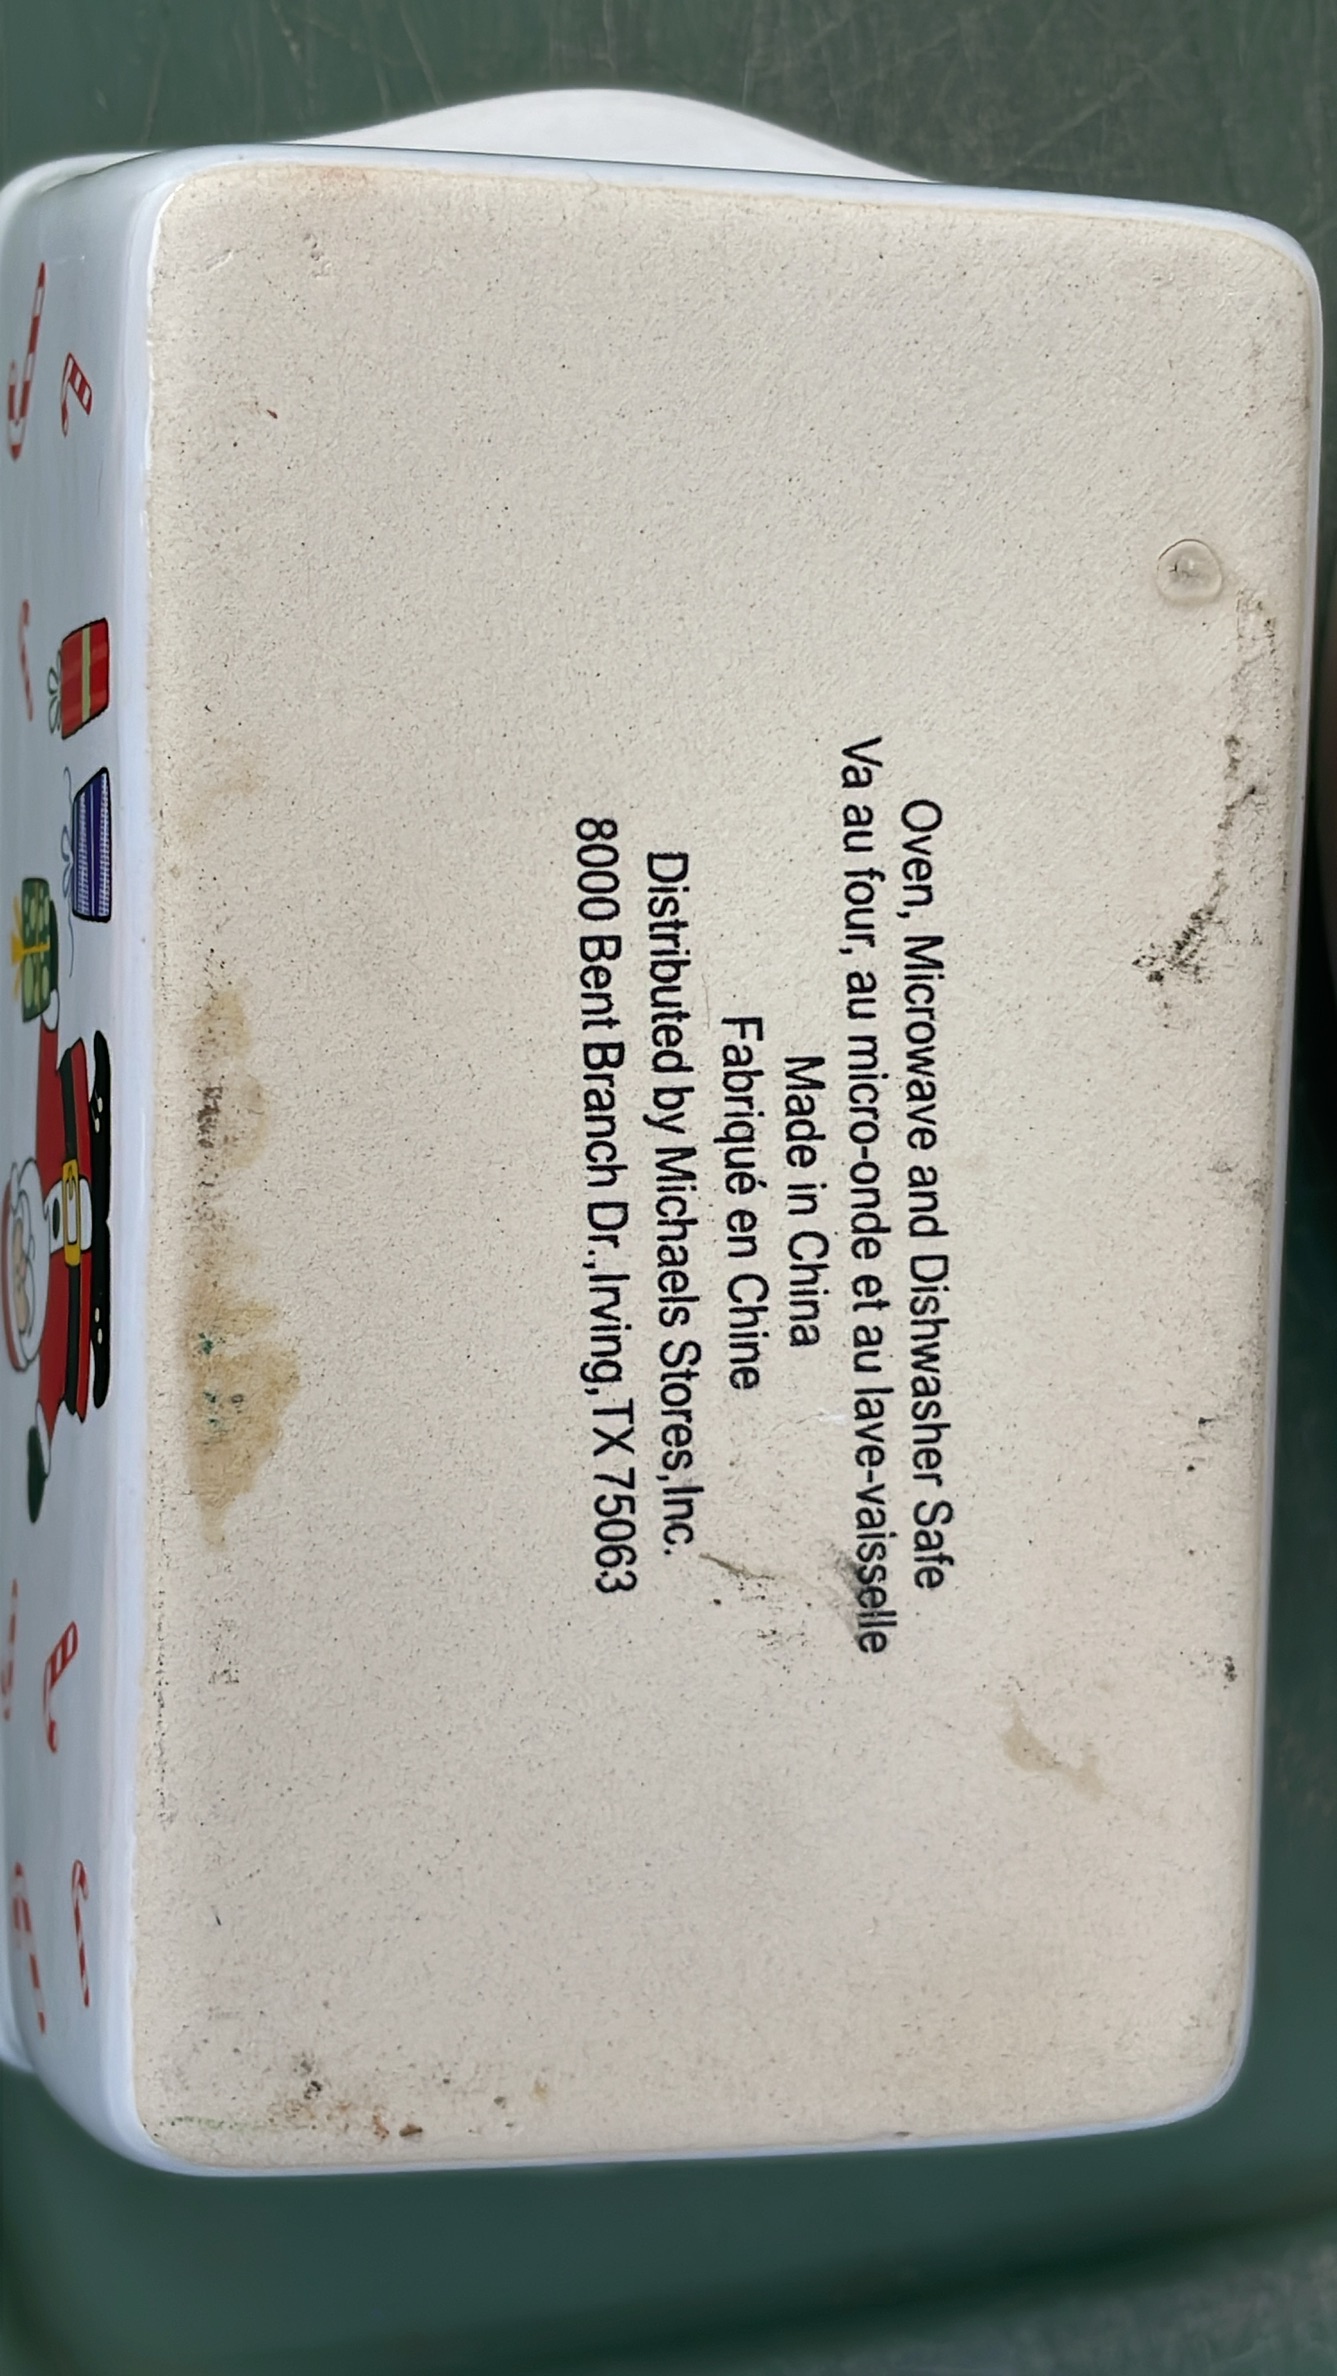 Oven, Microwave and Dishwasher Safe
Va au four, au micro-onde et au lave-vaisselle
Made in China
Fabriqué en Chine
Distributed by Michaels Stores,Inc.
8000 Bent Branch Dr.,Irving,TX 75063